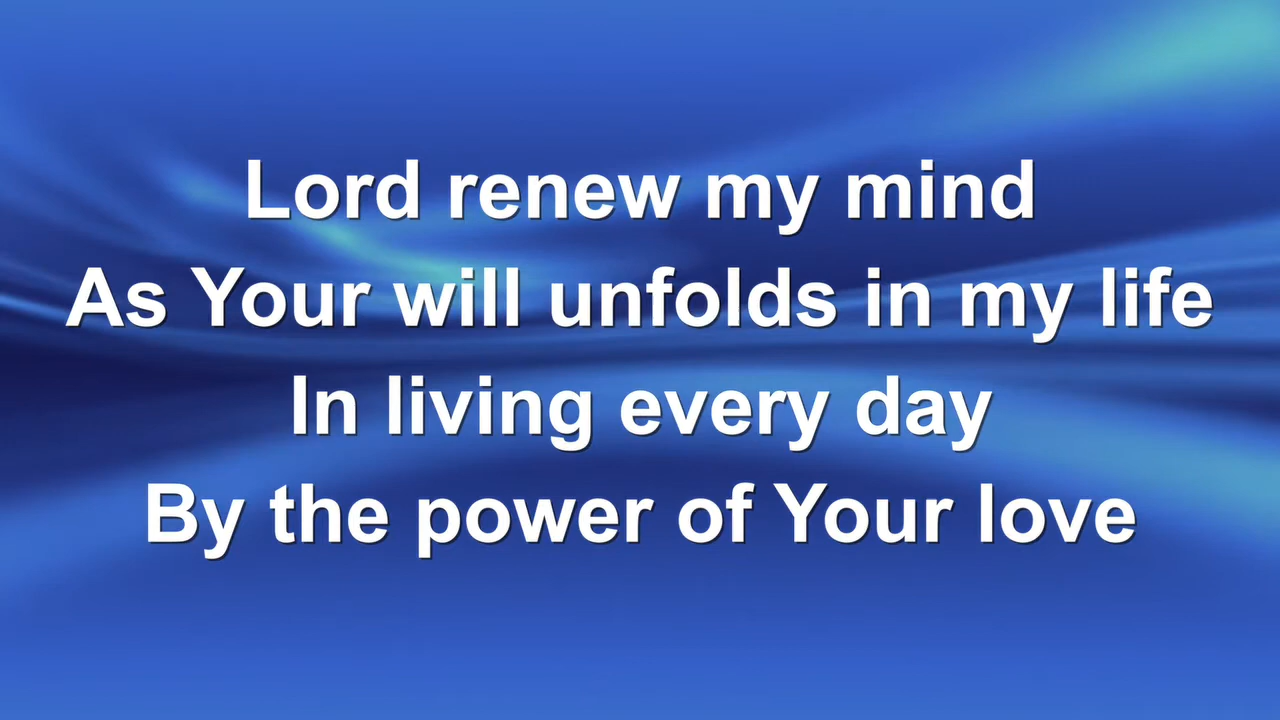 Lord renew my mind
As Your will unfolds in my life
In living every day
By the power of Your love